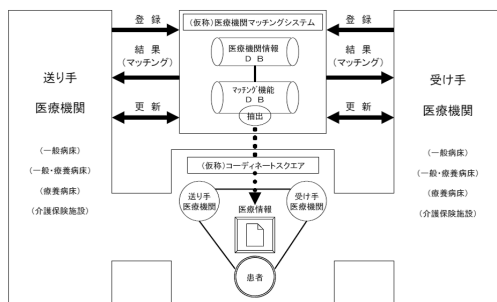 登 録
(仮称)医療機関マッチングシステム
登 録
医療機関情報
D B
結 果
(マッチング)
結 果
(マッチング)
送り手
医療機関
受け手
医療機関
マッチング機能
D B
抽出
更 新
更 新
(一般病床)
(一般・療養病床)
(療養病床)
(介護保険施設)
(一般病床)
(一般・療養病床)
(療養病床)
(介護保険施設)
(仮称)コーディネートスクエア
送り手
医療機関
受け手
医療機関
医療情報
患者